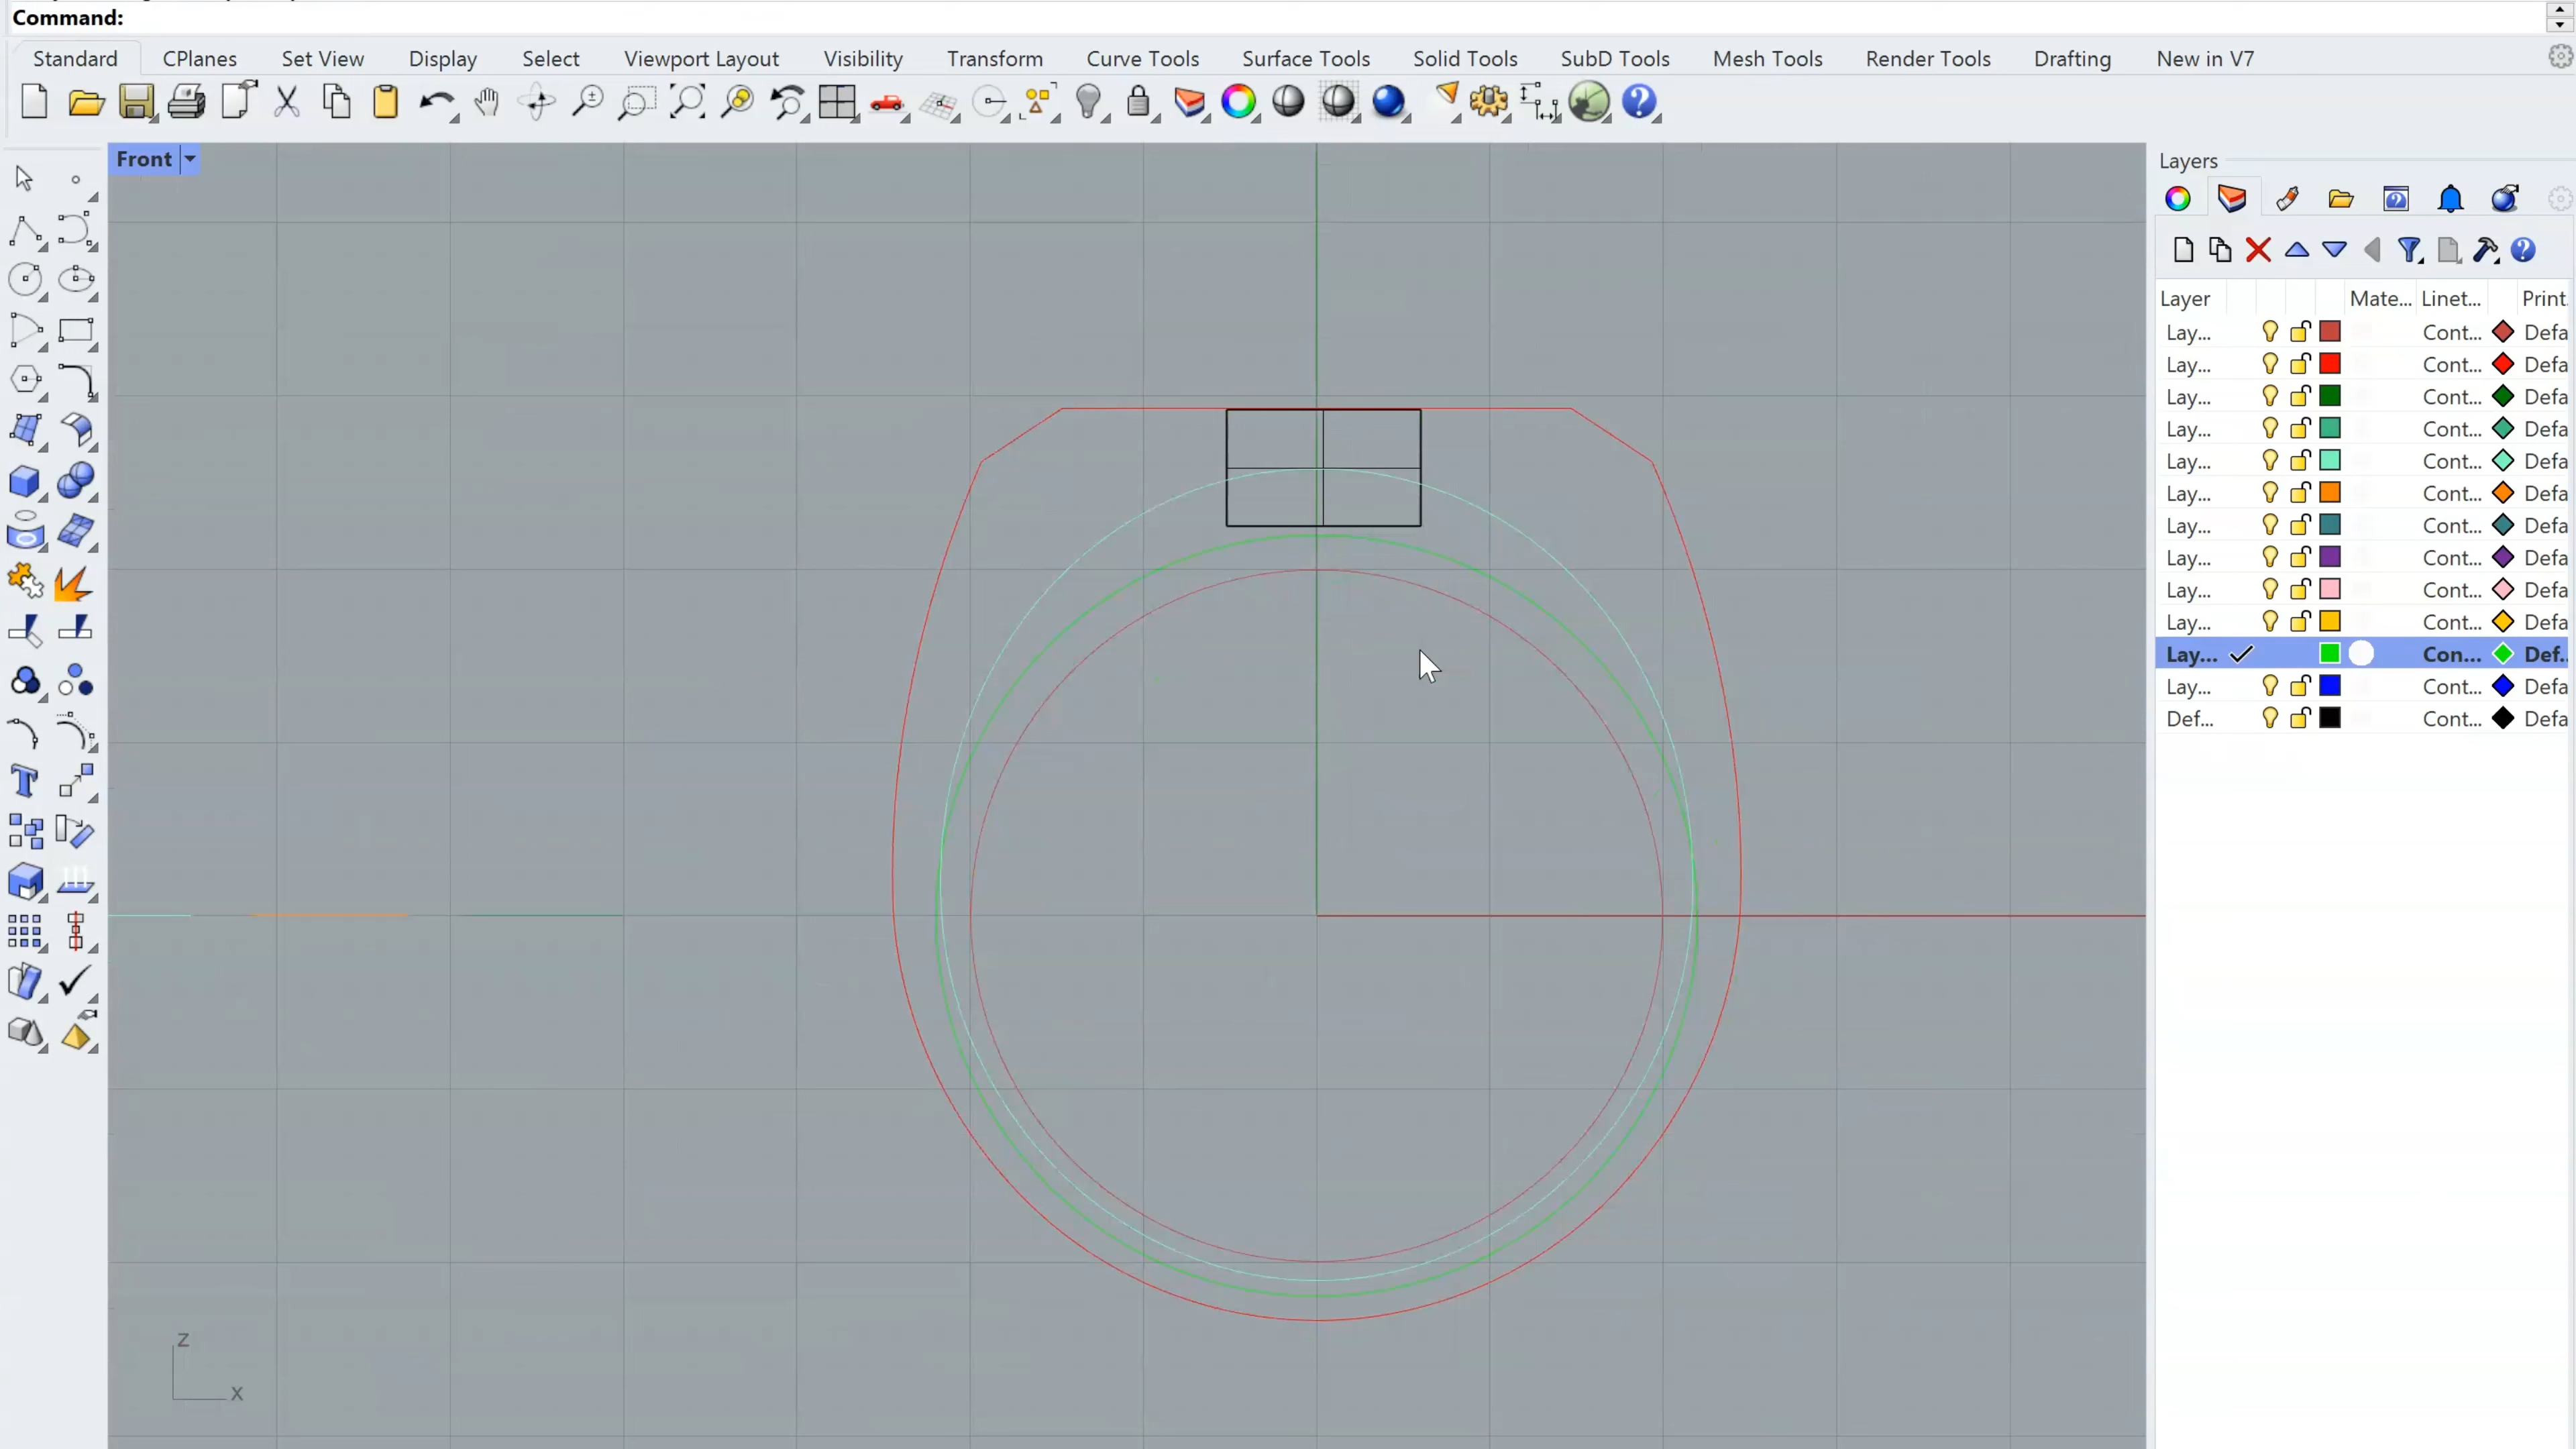 Command:
Standard CPlanes Set View Display Select Viewport Layout Visibility Transform Curve Tools Surface Tools Solid Tools SubD Tools Mesh Tools Render Tools Drafting New in V7
Front
Layers
Layer Mate... Linet... Print
Lay... Cont... Defa
Lay... Cont... Defa
Lay... Cont... Defa
Lay... Cont... Defa
Lay... Cont... Defa
Lay... Cont... Defa
Lay... Cont... Defa
Lay... Cont... Defa
Lay... Cont... Defa
Lay... Cont... Defa
Lay... Con... Def..
Lay... Cont... Defa
Def... Cont... Defa
z
x